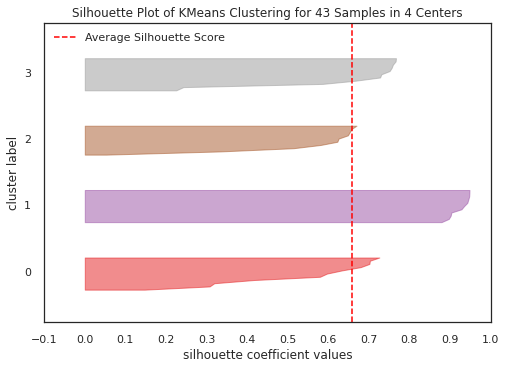 Silhouette Plot of KMeans Clustering for 43 Samples in 4 Centers
Average Silhouette Score
cluster label
3
2
1
0
−0.1 0.0 0.1 0.2 0.3 0.4 0.5 0.6 0.7 0.8 0.9 1.0
silhouette coefficient values